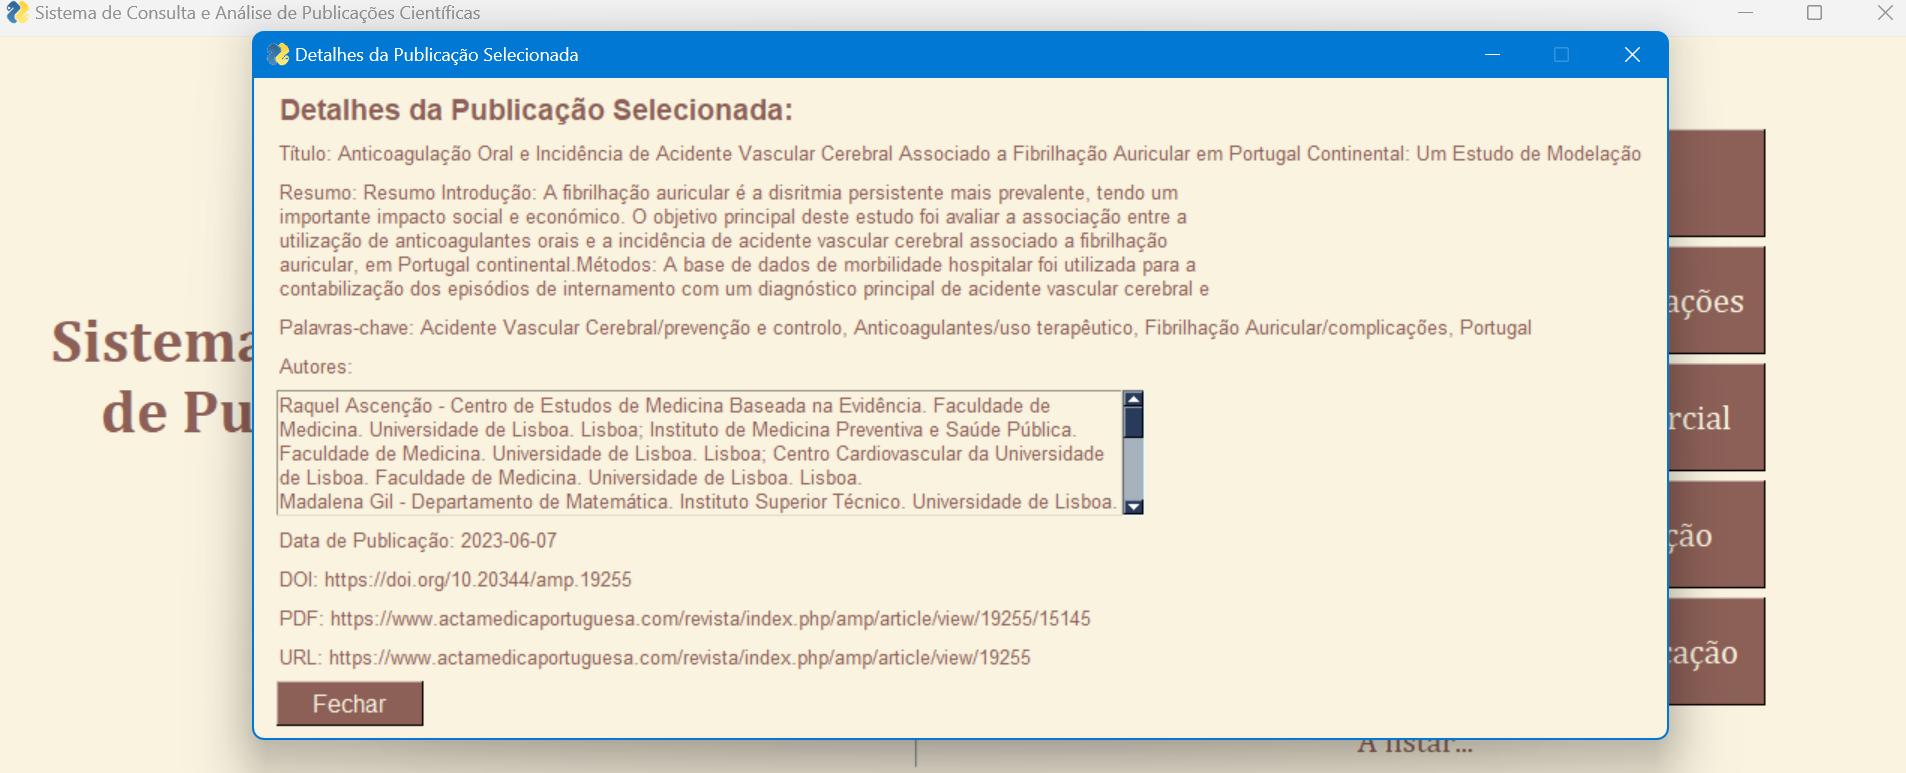 Sistema de Consulta e Análise de Publicações Científicas
Detalhes da Publicação Selecionada
Detalhes da Publicação Selecionada:
Título: Anticoagulação Oral e Incidência de Acidente Vascular Cerebral Associado a Fibrilhação Auricular em Portugal Continental: Um Estudo de Modelação
Resumo: Resumo Introdução: A fibrilhação auricular é a disritmia persistente mais prevalente, tendo um
importante impacto social e económico. O objetivo principal deste estudo foi avaliar a associação entre a
utilização de anticoagulantes orais e a incidência de acidente vascular cerebral associado a fibrilhação
auricular, em Portugal continental.Métodos: A base de dados de morbilidade hospitalar foi utilizada para a
contabilização dos episódios de internamento com um diagnóstico principal de acidente vascular cerebral e
Palavras-chave: Acidente Vascular Cerebral/prevenção e controlo, Anticoagulantes/uso terapêutico, Fibrilhação Auricular/complicações, Portugal
Autores:
Raquel Ascenção - Centro de Estudos de Medicina Baseada na Evidência. Faculdade de
Medicina. Universidade de Lisboa. Lisboa; Instituto de Medicina Preventiva e Saúde Pública.
Faculdade de Medicina. Universidade de Lisboa. Lisboa; Centro Cardiovascular da Universidade
de Lisboa. Faculdade de Medicina. Universidade de Lisboa. Lisboa.
Madalena Gil - Departamento de Matemática. Instituto Superior Técnico. Universidade de Lisboa.
Data de Publicação: 2023-06-07
DOI: https://doi.org/10.20344/amp.19255
PDF: https://www.actamedicaportuguesa.com/revista/index.php/amp/article/view/19255/15145
URL: https://www.actamedicaportuguesa.com/revista/index.php/amp/article/view/19255
Fechar
Sistema
de Pu
ações
rcial
ção
cação
A listar...